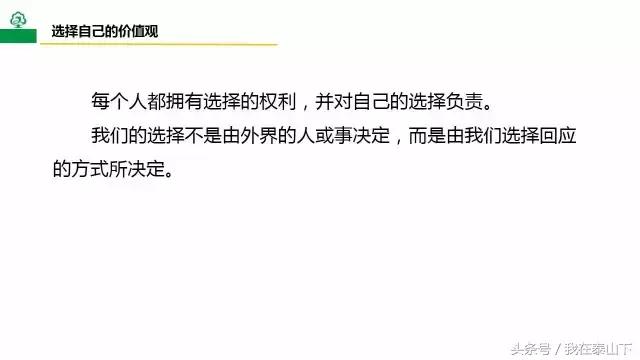 选择自己的价值观
每个人都拥有选择的权利，并对自己的选择负责。
我们的选择不是由外界的人或事决定，而是由我们选择回应
的方式所决定。
头条号 / 我在泰山下